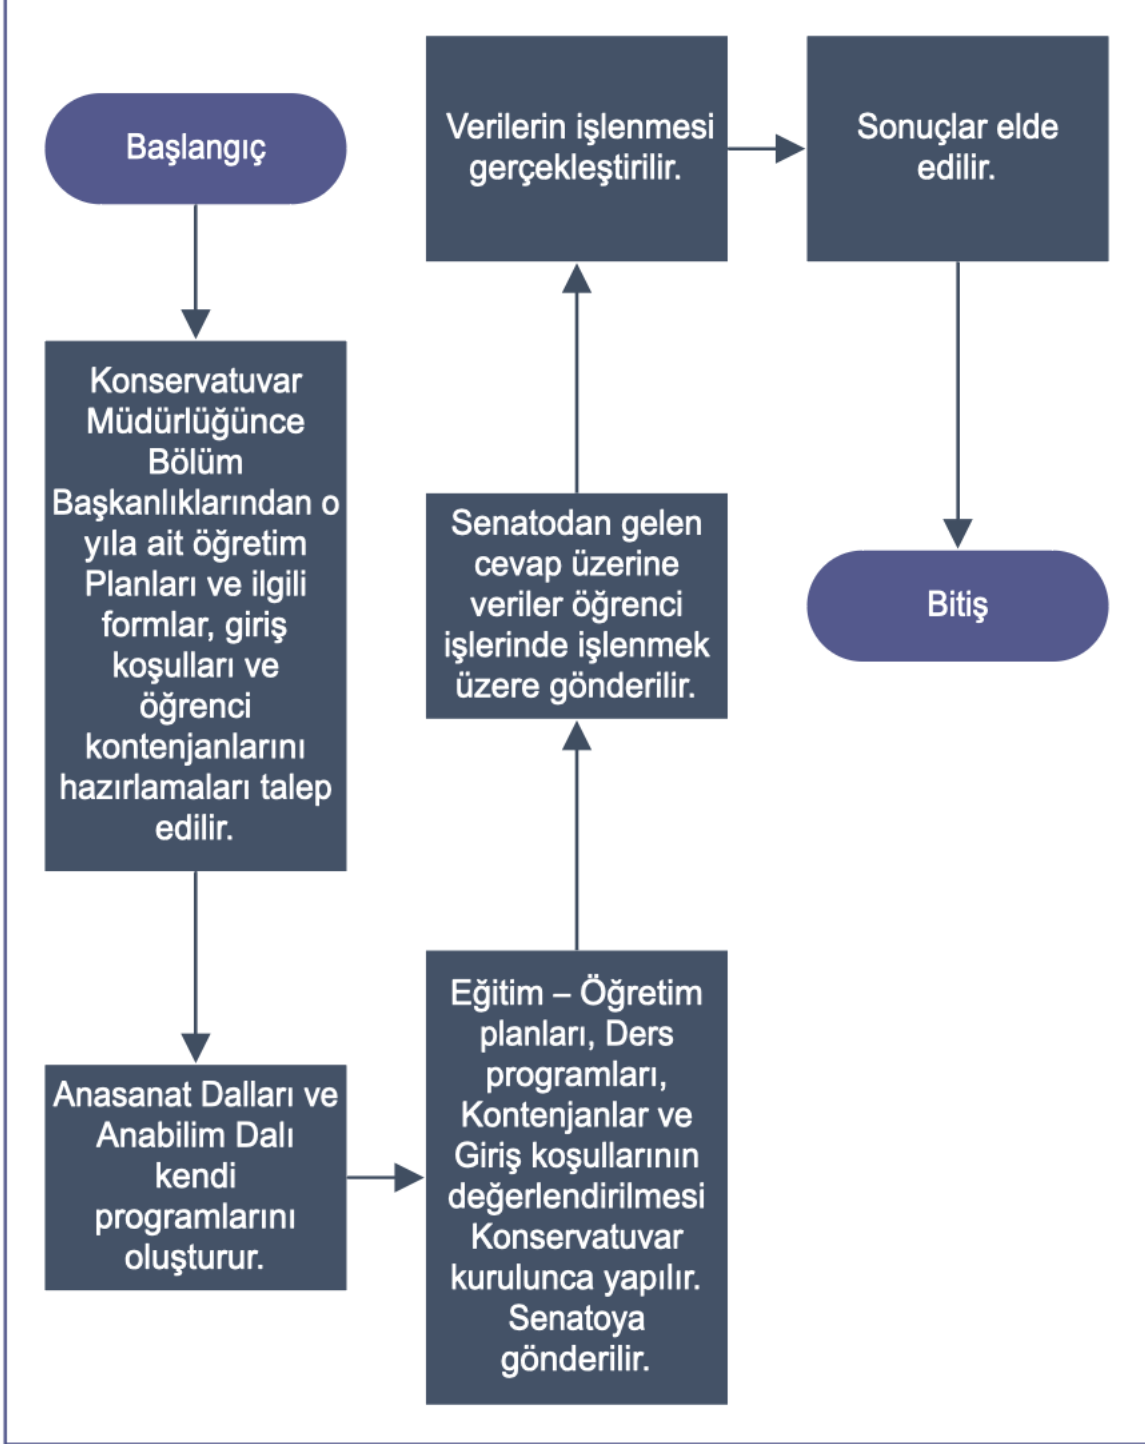 Başlangıç
Konservatuvar
Müdürlüğünce
Bölüm
Başkanlıklarından o
yıla ait öğretim
Planları ve ilgili
formlar, giriş
koşulları ve
öğrenci
kontenjanlarını
hazırlamaları talep
edilir.
Anasanat Dalları ve
Anabilim Dalı
kendi
programlarını
oluşturur.
Eğitim – Öğretim
planları, Ders
programları,
Kontenjanlar ve
Giriş koşullarının
değerlendirilmesi
Konservatuvar
kurulunca yapılır.
Senatoya
gönderilir.
Senatodan gelen
cevap üzerine
veriler öğrenci
işlerinde işlenmek
üzere gönderilir.
Verilerin işlenmesi
gerçekleştirilir.
Sonuçlar elde
edilir.
Bitiş